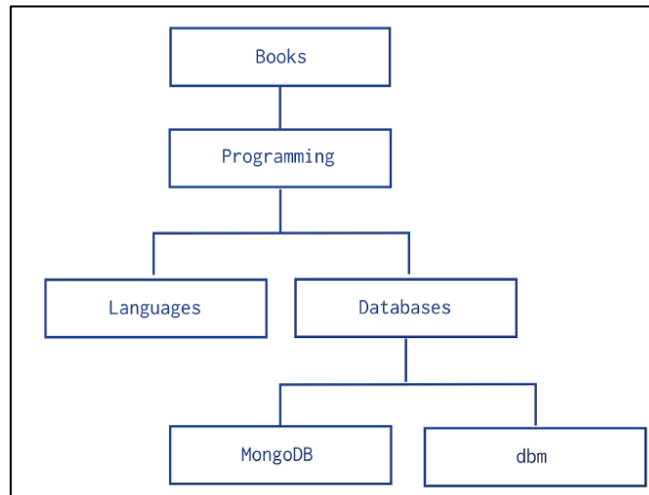 Books
Programming
Languages
Databases
MongoDB
dbm